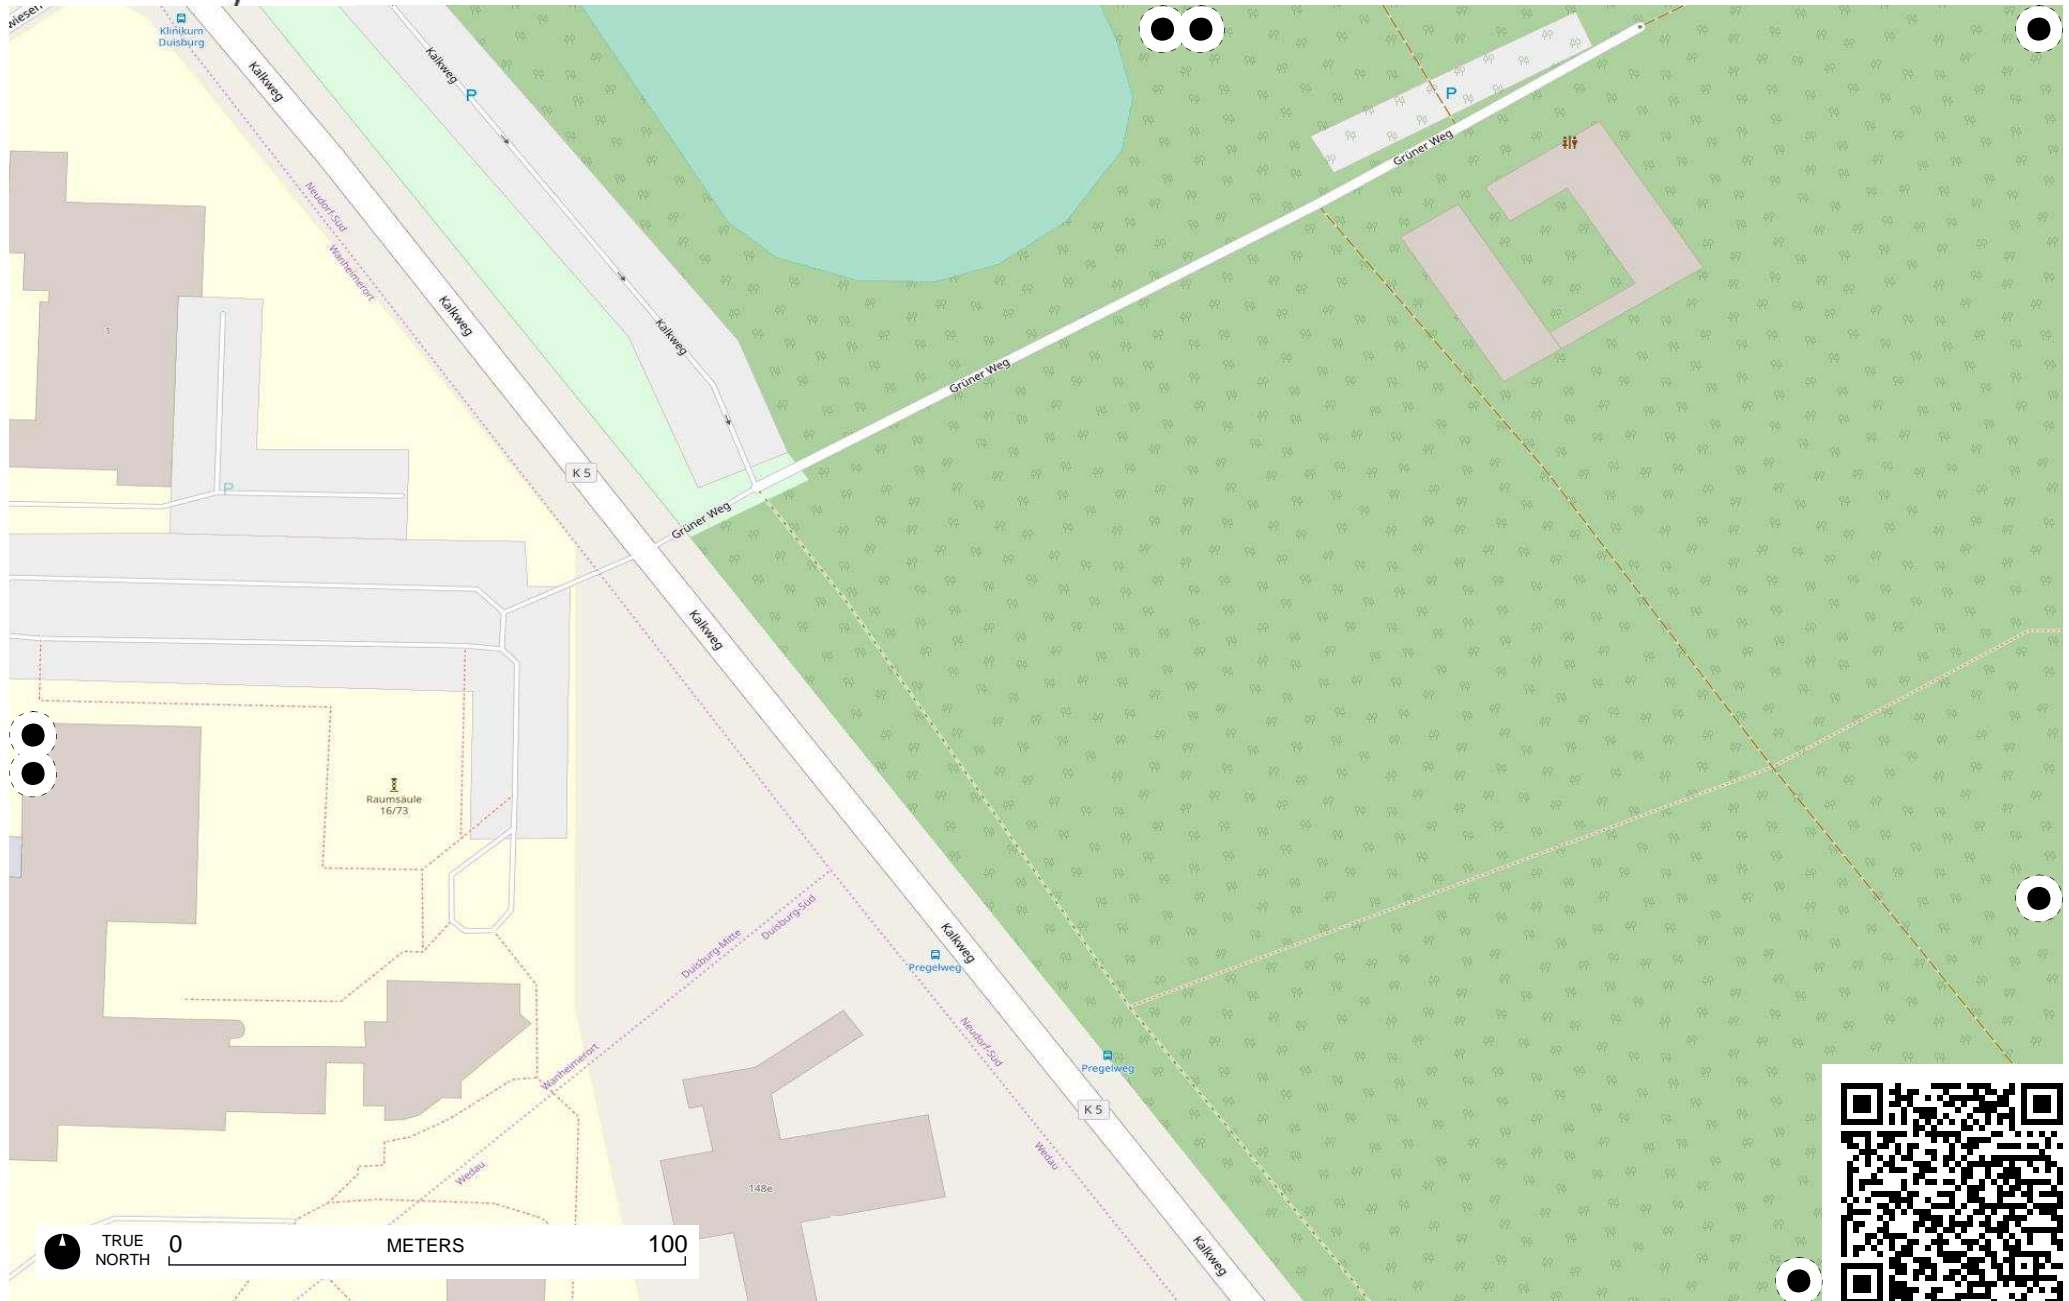 wiesen
Klinikum
Duisburg
Kalkweg
Kalkweg
P
P
Grüner Weg
Neudorf-Süd
Wanheimerort
Kalkweg
Kalkweg
1
Grüner Weg
K 5
P
Grüner Weg
Kalkweg
Raumsäule
16/73
Duisburg-Mitte
Duisburg-Süd
Kalkweg
Pregelweg
Neudorf-Süd
Wanheimerort
Pregelweg
K 5
Wedau
Wedau
148e
Kalkweg
TRUE
NORTH
0 METERS 100